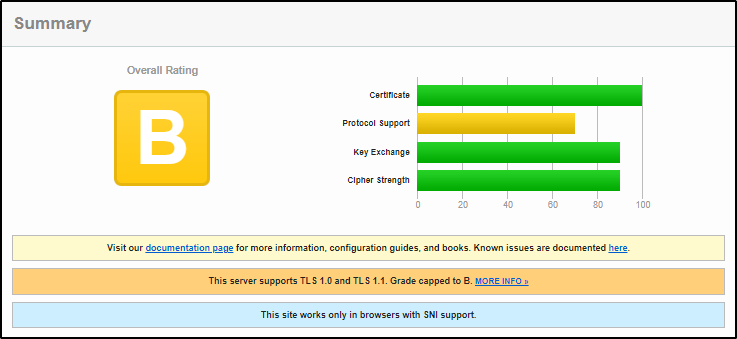 Summary
Overall Rating
B
Certificate
Protocol Support
Key Exchange
Cipher Strength
0 20 40 60 80 100
Visit our documentation page for more information, configuration guides, and books. Known issues are documented here.
This server supports TLS 1.0 and TLS 1.1. Grade capped to B. MORE INFO »
This site works only in browsers with SNI support.